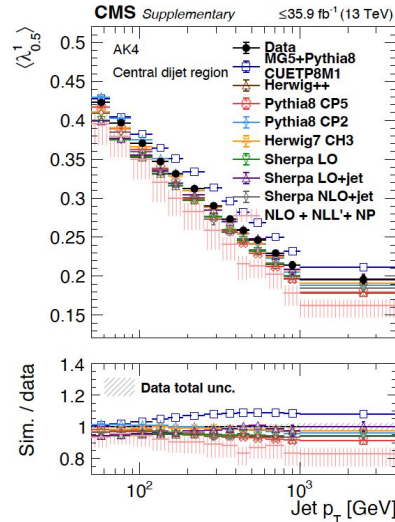 CMS Supplementary ≤35.9 fb⁻¹ (13 TeV)
⟨λ¹₀.₅⟩
AK4
Central dijet region
Data
MG5+Pythia8
CUETP8M1
Herwig++
Pythia8 CP5
Pythia8 CP2
Herwig7 CH3
Sherpa LO
Sherpa LO+jet
Sherpa NLO+jet
NLO + NLL'+ NP
0.5
0.45
0.4
0.35
0.3
0.25
0.2
0.15
Sim. / data
1.4
1.2
1
0.8
Data total unc.
10² 10³
Jet p_T [GeV]